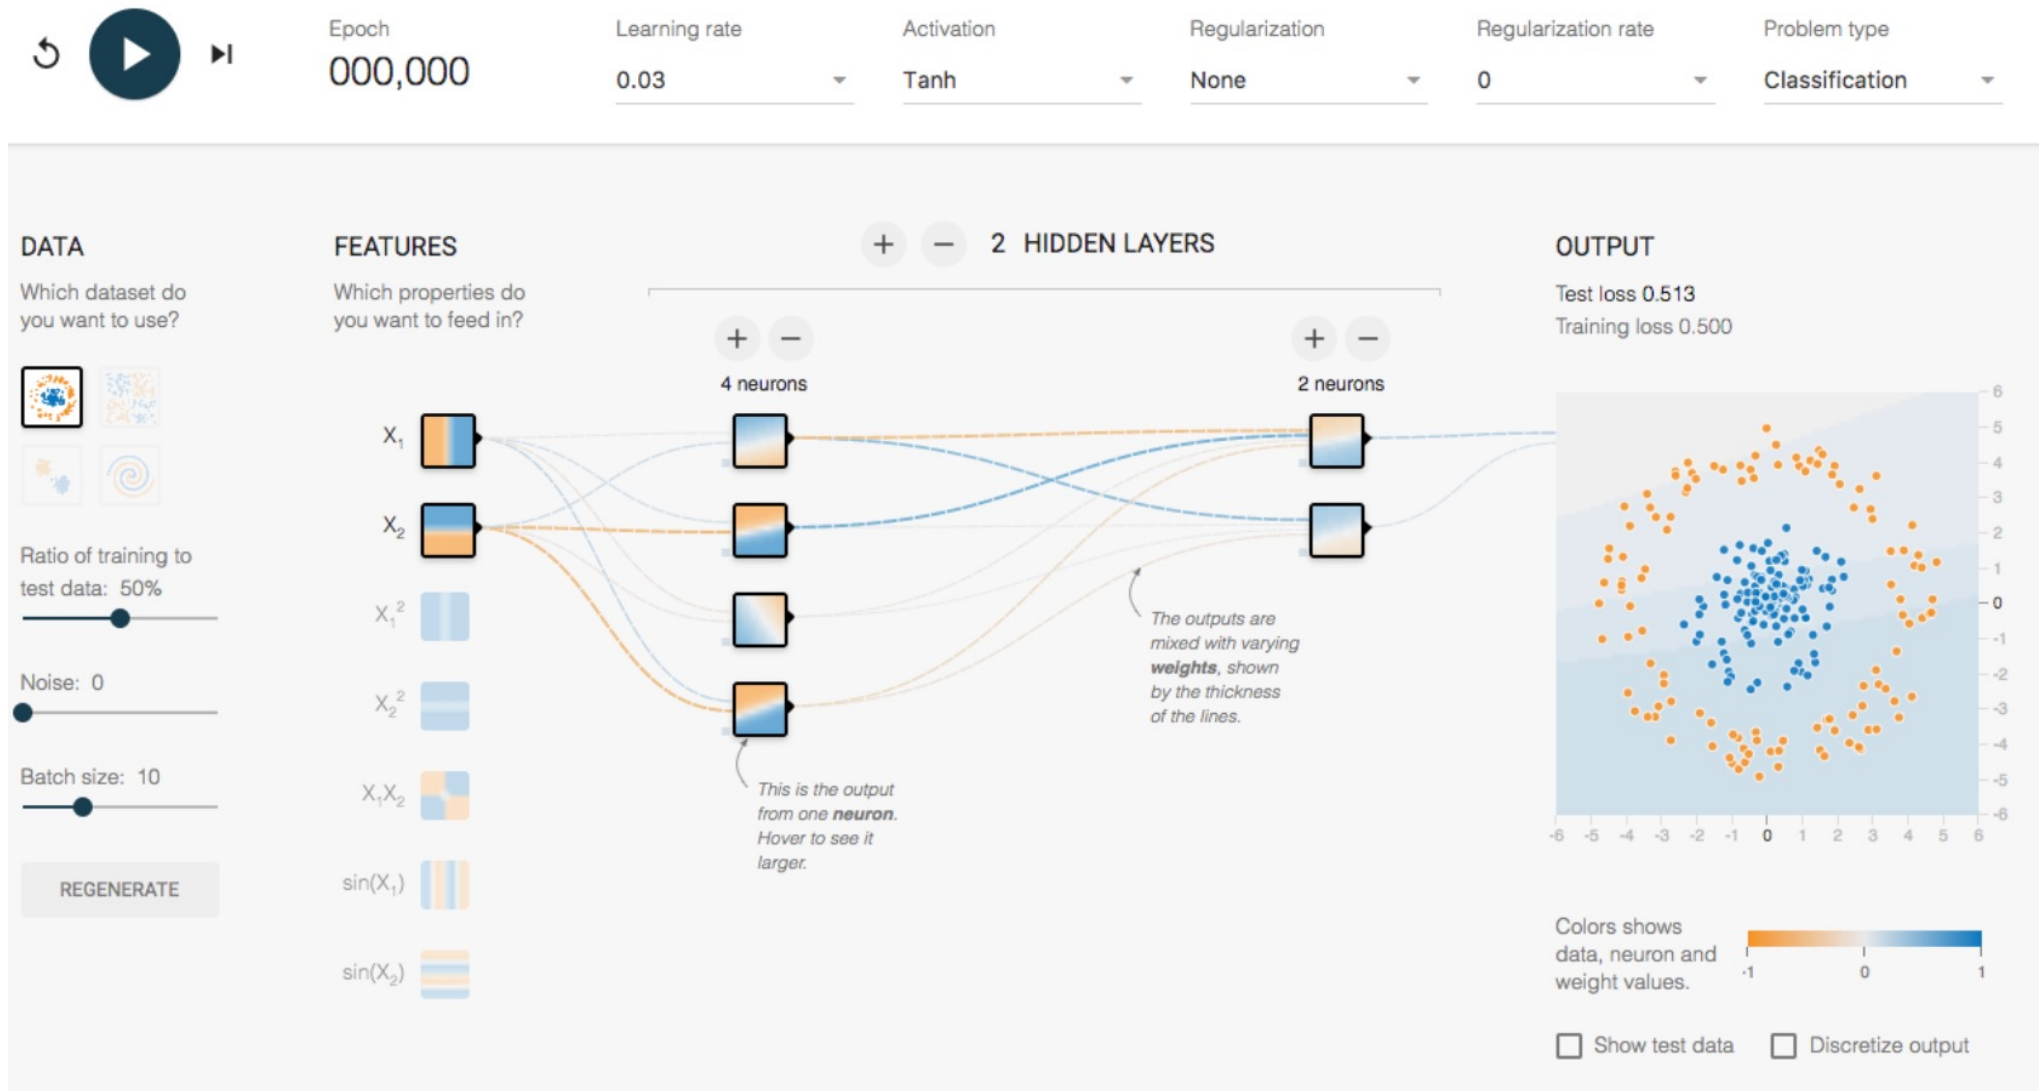 Epoch
000,000
Learning rate
0.03
Activation
Tanh
Regularization
None
Regularization rate
0
Problem type
Classification
DATA
Which dataset do
you want to use?
Ratio of training to
test data: 50%
Noise: 0
Batch size: 10
REGENERATE
FEATURES
Which properties do
you want to feed in?
X₁
X₂
X₁²
X₂²
X₁X₂
sin(X₁)
sin(X₂)
+ − 2 HIDDEN LAYERS
+ −
4 neurons
+ −
2 neurons
This is the output
from one neuron.
Hover to see it
larger.
The outputs are
mixed with varying
weights, shown
by the thickness
of the lines.
OUTPUT
Test loss 0.513
Training loss 0.500
6
5
4
3
2
1
0
-1
-2
-3
-4
-5
-6
-6 -5 -4 -3 -2 -1 0 1 2 3 4 5 6
Colors shows
data, neuron and
weight values.
-1 0 1
Show test data
Discretize output